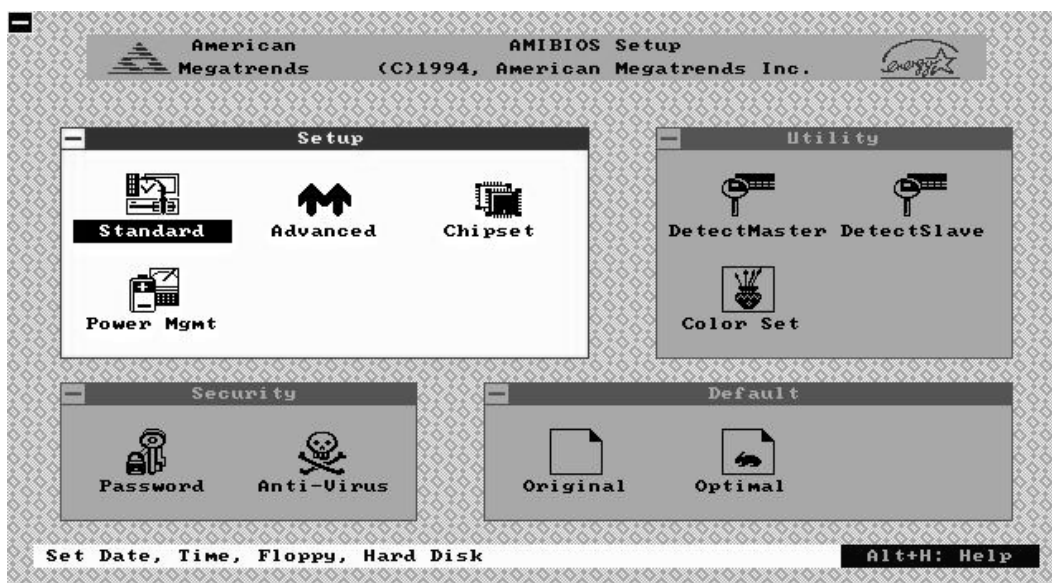 American Megatrends
AMIBIOS Setup
(C)1994, American Megatrends Inc.
energy
Setup
Standard
Advanced
Chipset
Power Mgmt
Utility
DetectMaster
DetectSlave
Color Set
Security
Password
Anti-Virus
Default
Original
Optimal
Set Date, Time, Floppy, Hard Disk
Alt+H: Help